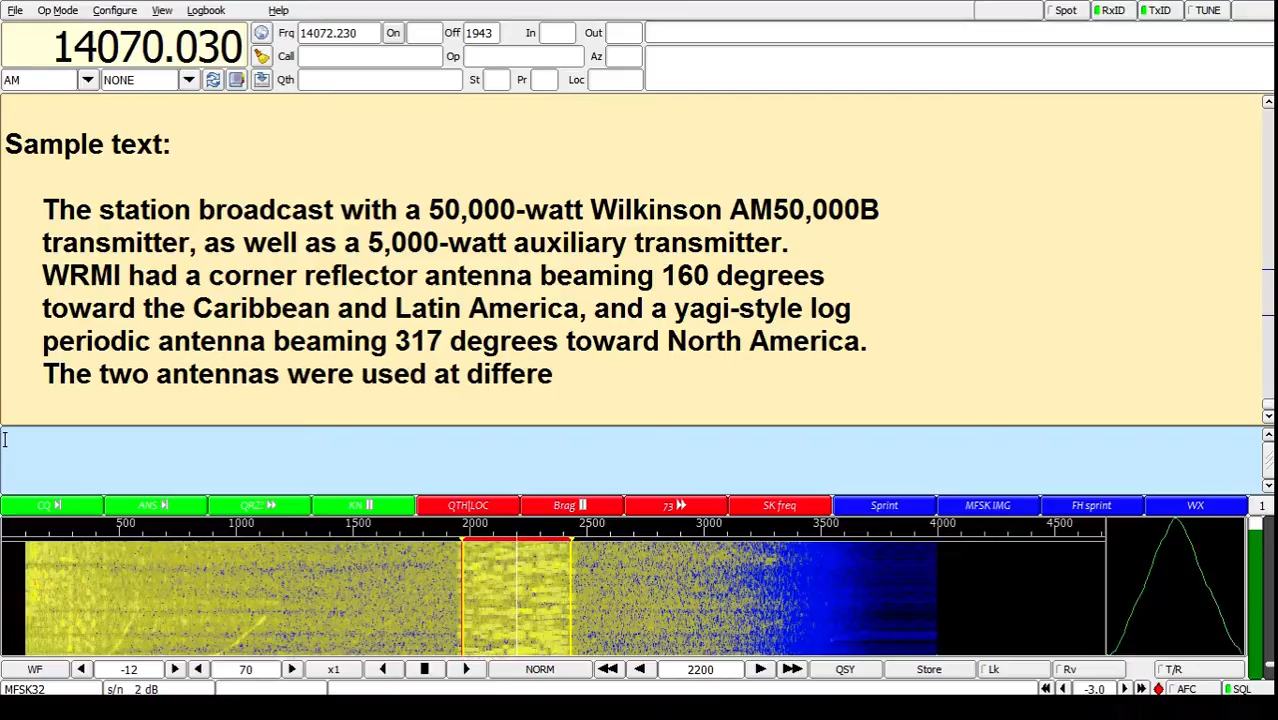 File Op Mode Configure View Logbook Help Spot RxID TxID TUNE
14070.030 Frq 14072.230 On Off 1943 In Out
Call Op Az
AM NONE Qth St Pr Loc
Sample text:
The station broadcast with a 50,000-watt Wilkinson AM50,000B
transmitter, as well as a 5,000-watt auxiliary transmitter.
WRMI had a corner reflector antenna beaming 160 degrees
toward the Caribbean and Latin America, and a yagi-style log
periodic antenna beaming 317 degrees toward North America.
The two antennas were used at differe
CQ ANS QRZ? KN QTH|LOC Brag 73 SK freq Sprint MFSK IMG FH sprint WX 1
500 1000 1500 2000 2500 3000 3500 4000 4500
WF -12 70 x1 NORM 2200 QSY Store Lk Rv T/R
MFSK32 s/n 2 dB -3.0 AFC SQL